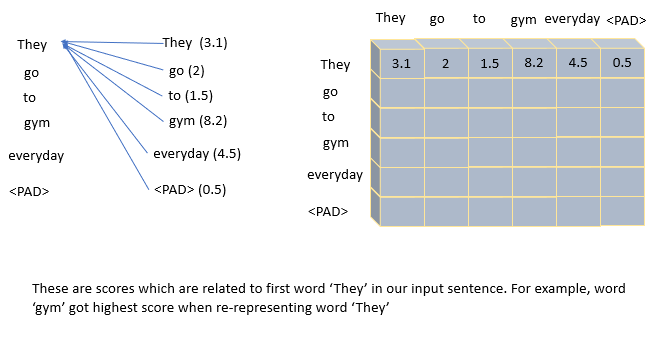 They They (3.1)
go go (2)
to to (1.5)
gym gym (8.2)
everyday everyday (4.5)
<PAD> <PAD> (0.5)
They go to gym everyday <PAD>
They 3.1 2 1.5 8.2 4.5 0.5
go
to
gym
everyday
<PAD>
These are scores which are related to first word ‘They’ in our input sentence. For example, word
‘gym’ got highest score when re-representing word ‘They’